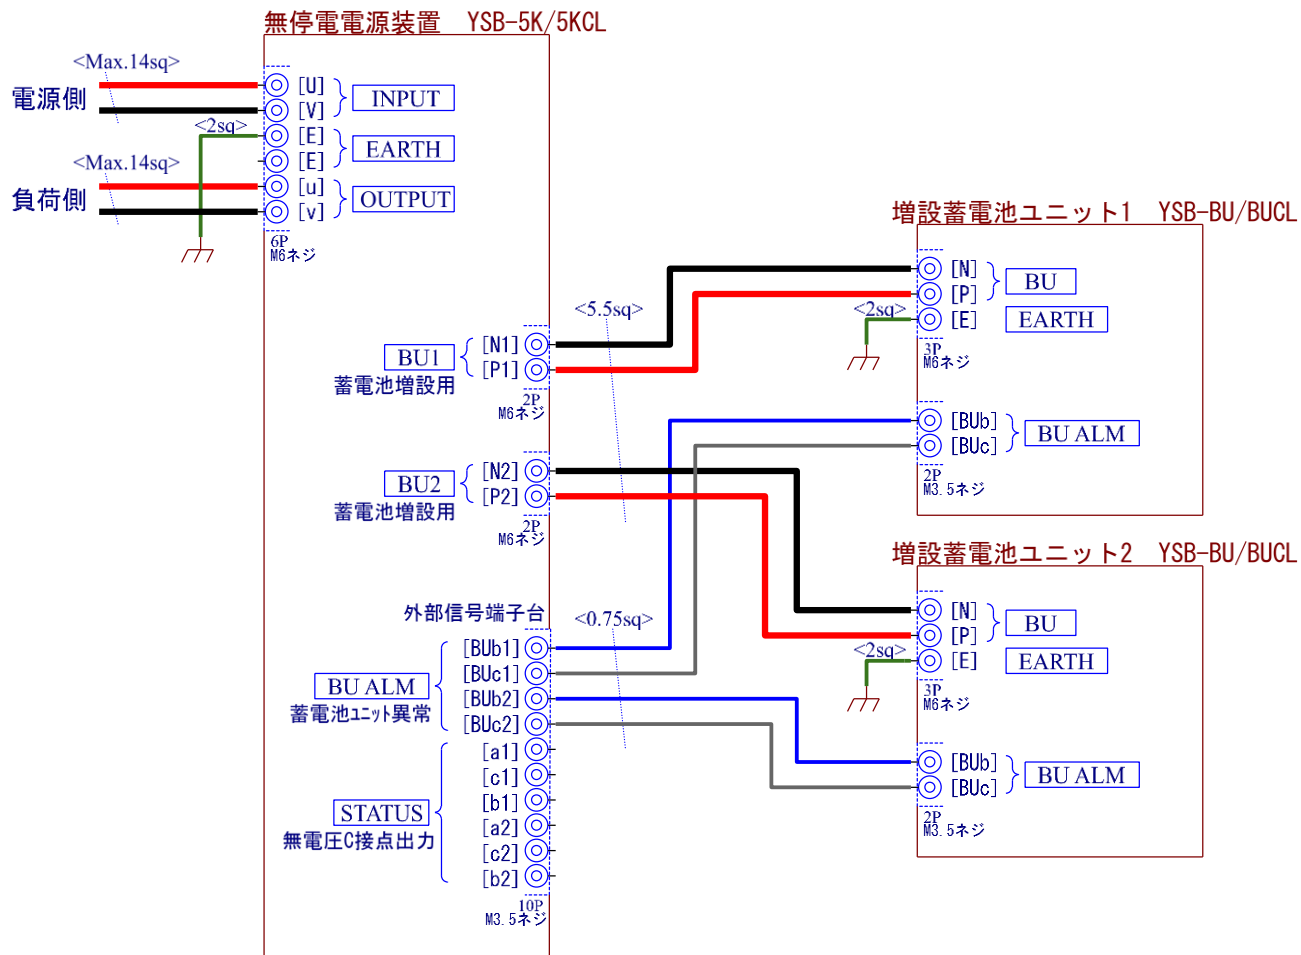 無停電電源装置 YSB-5K/5KCL
<Max.14sq>
電源側
[U]
[V]
INPUT
<2sq>
[E]
[E]
EARTH
<Max.14sq>
負荷側
[u]
[v]
OUTPUT
6P
M6ネジ
<5.5sq>
[N1]
[P1]
BU1
蓄電池増設用
2P
M6ネジ
[N2]
[P2]
BU2
蓄電池増設用
2P
M6ネジ
外部信号端子台
<0.75sq>
[BUb1]
[BUc1]
[BUb2]
[BUc2]
BU ALM
蓄電池ユニット異常
[a1]
[c1]
[b1]
[a2]
[c2]
[b2]
STATUS
無電圧C接点出力
10P
M3.5ネジ
増設蓄電池ユニット1 YSB-BU/BUCL
[N]
[P]
BU
<2sq>
[E]
EARTH
3P
M6ネジ
[BUb]
[BUc]
BU ALM
2P
M3.5ネジ
増設蓄電池ユニット2 YSB-BU/BUCL
[N]
[P]
BU
<2sq>
[E]
EARTH
3P
M6ネジ
[BUb]
[BUc]
BU ALM
2P
M3.5ネジ